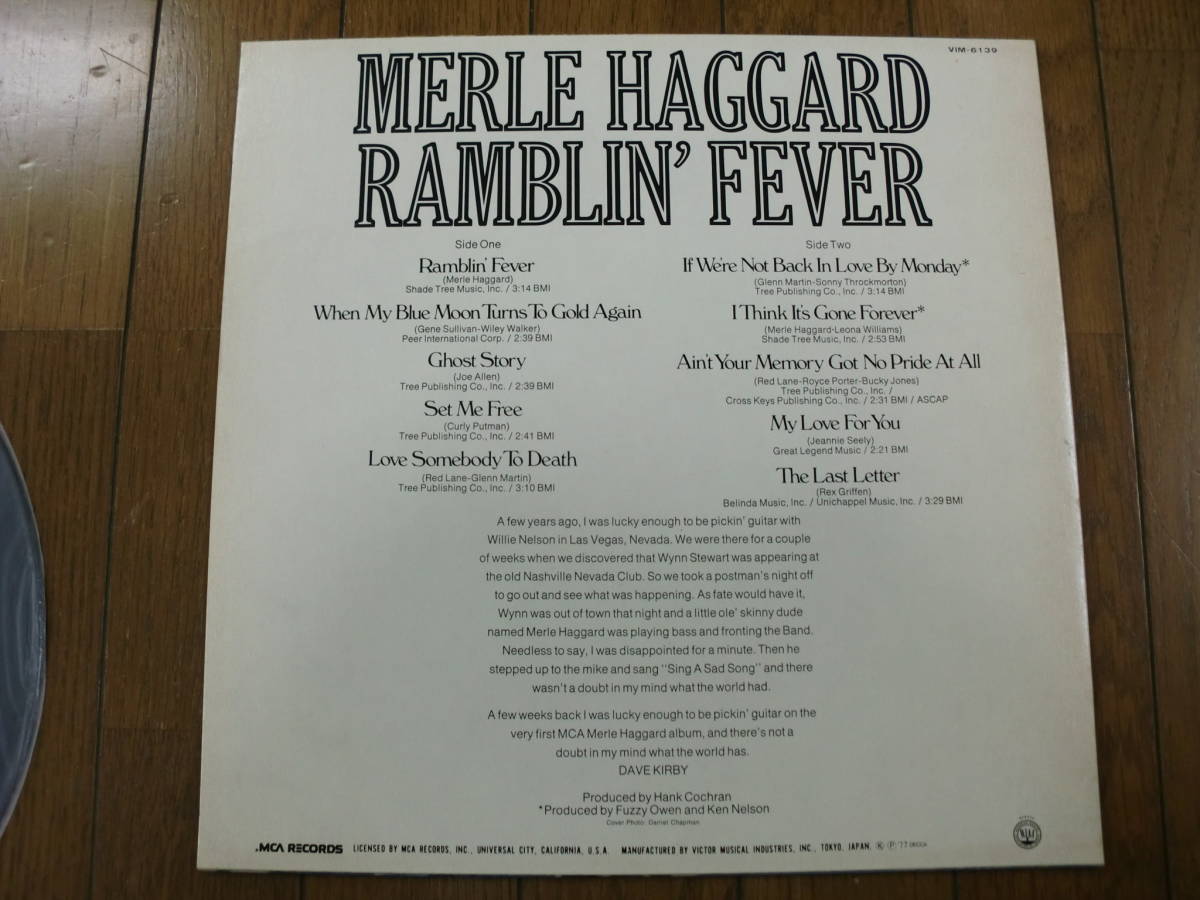 VIM-6139
MERLE HAGGARD
RAMBLIN' FEVER
Side One
Ramblin' Fever
(Merle Haggard)
Shade Tree Music, Inc. / 3:14 BMI
When My Blue Moon Turns To Gold Again
(Gene Sullivan-Wiley Walker)
Peer International Corp. / 2:39 BMI
Ghost Story
(Joe Allen)
Tree Publishing Co., Inc. / 2:39 BMI
Set Me Free
(Curly Putman)
Tree Publishing Co., Inc. / 2:41 BMI
Love Somebody To Death
(Red Lane-Glenn Martin)
Tree Publishing Co., Inc. / 3:10 BMI
Side Two
If We're Not Back In Love By Monday*
(Glenn Martin-Sonny Throckmorton)
Tree Publishing Co., Inc. / 3:14 BMI
I Think It's Gone Forever*
(Merle Haggard-Leona Williams)
Shade Tree Music, Inc. / 2:53 BMI
Ain't Your Memory Got No Pride At All
(Red Lane-Royce Porter-Bucky Jones)
Tree Publishing Co., Inc. /
Cross Keys Publishing Co., Inc. / 2:31 BMI / ASCAP
My Love For You
(Jeannie Seely)
Great Legend Music / 2:21 BMI
The Last Letter
(Rex Griffen)
Belinda Music, Inc. / Unichappel Music, Inc. / 3:29 BMI
A few years ago, I was lucky enough to be pickin' guitar with
Willie Nelson in Las Vegas, Nevada. We were there for a couple
of weeks when we discovered that Wynn Stewart was appearing at
the old Nashville Nevada Club. So we took a postman's night off
to go out and see what was happening. As fate would have it,
Wynn was out of town that night and a little ole' skinny dude
named Merle Haggard was playing bass and fronting the Band.
Needless to say, I was disappointed for a minute. Then he
stepped up to the mike and sang "Sing A Sad Song" and there
wasn't a doubt in my mind what the world had.
A few weeks back I was lucky enough to be pickin' guitar on the
very first MCA Merle Haggard album, and there's not a
doubt in my mind what the world has.
DAVE KIRBY
Produced by Hank Cochran
*Produced by Fuzzy Owen and Ken Nelson
Cover Photo: Daniel Chapman
MCA RECORDS LICENSED BY MCA RECORDS, INC., UNIVERSAL CITY, CALIFORNIA, U.S.A. MANUFACTURED BY VICTOR MUSICAL INDUSTRIES, INC., TOKYO, JAPAN. Ⓚ Ⓟ '77